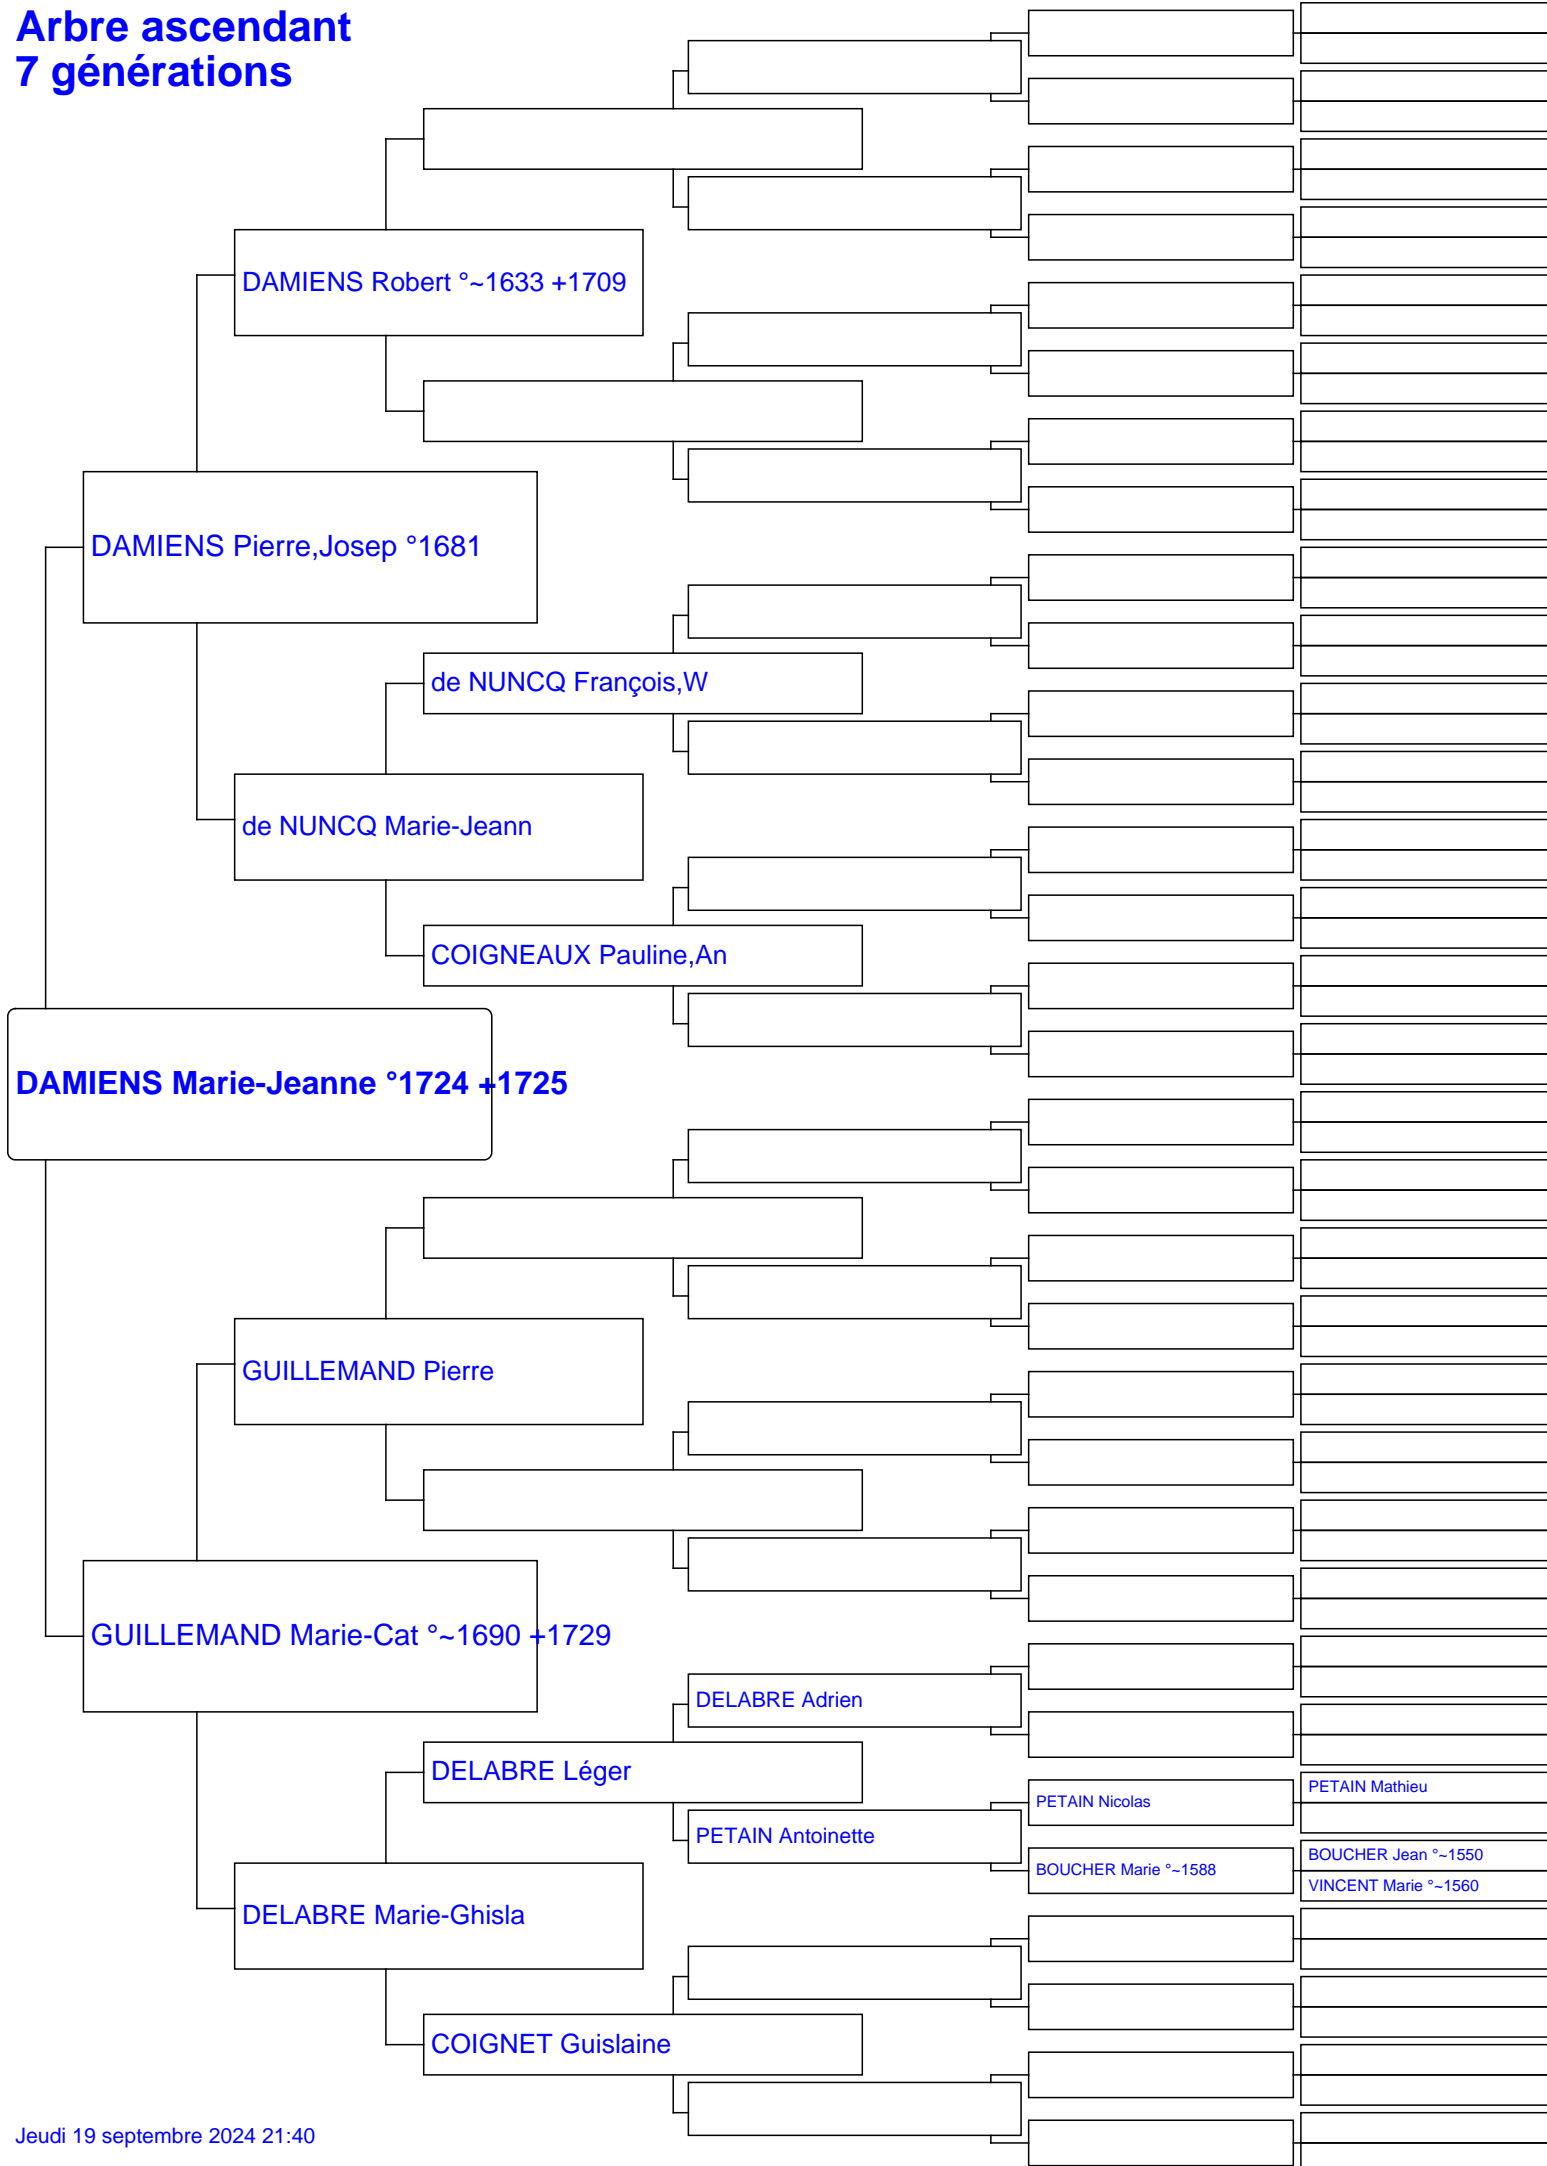 Arbre ascendant
7 générations
DAMIENS Robert °~1633 +1709
DAMIENS Pierre,Josep °1681
de NUNCQ François,W
de NUNCQ Marie-Jeann
COIGNEAUX Pauline,An
DAMIENS Marie-Jeanne °1724 +1725
GUILLEMAND Pierre
GUILLEMAND Marie-Cat °~1690 +1729
DELABRE Adrien
DELABRE Léger
PETAIN Mathieu
PETAIN Nicolas
PETAIN Antoinette
BOUCHER Jean °~1550
BOUCHER Marie °~1588
VINCENT Marie °~1560
DELABRE Marie-Ghisla
COIGNET Guislaine
Jeudi 19 septembre 2024 21:40